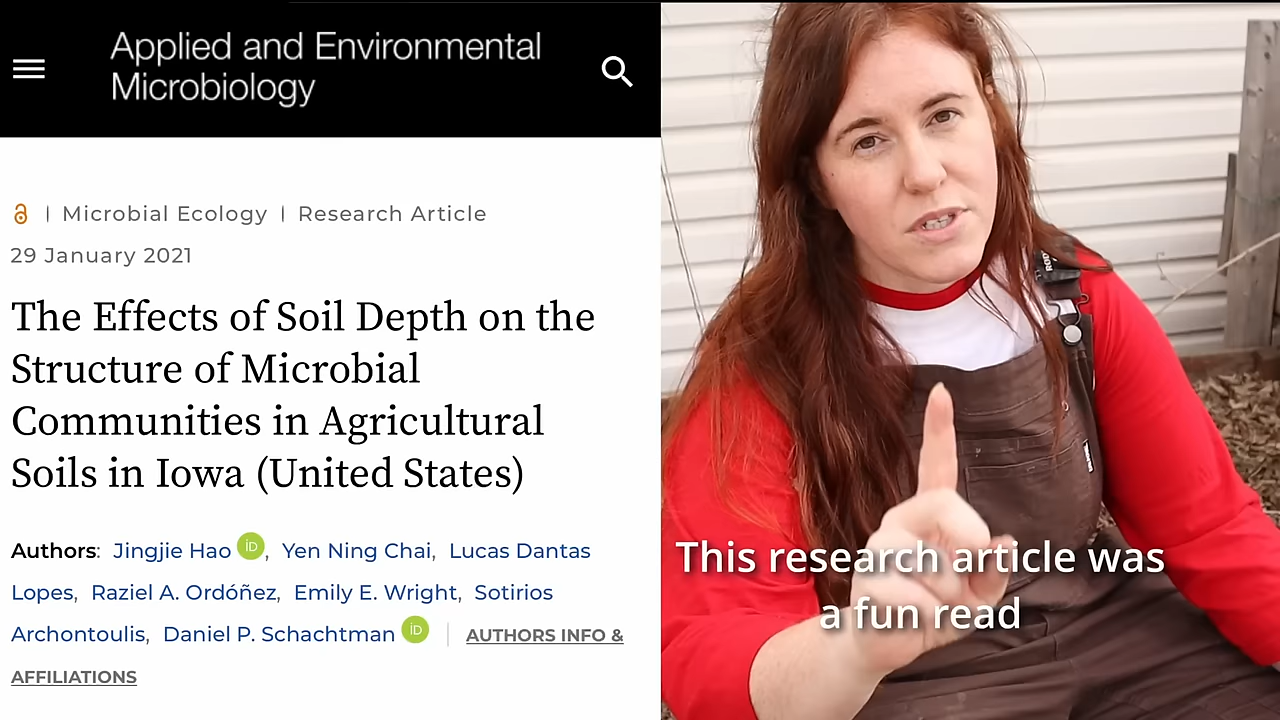 Applied and Environmental
Microbiology
| Microbial Ecology | Research Article
29 January 2021
The Effects of Soil Depth on the
Structure of Microbial
Communities in Agricultural
Soils in Iowa (United States)
Authors: Jingjie Hao iD, Yen Ning Chai, Lucas Dantas
Lopes, Raziel A. Ordóñez, Emily E. Wright, Sotirios
Archontoulis, Daniel P. Schachtman iD | AUTHORS INFO &
AFFILIATIONS
This research article was
a fun read